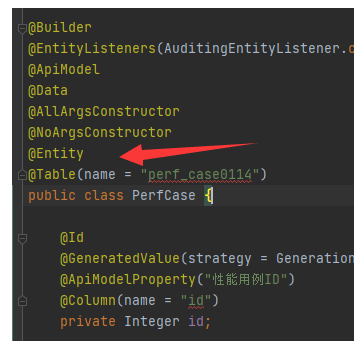 @Builder
@EntityListeners(AuditingEntityListener.
@ApiModel
@Data
@AllArgsConstructor
@NoArgsConstructor
@Entity
@Table(name = "perf_case0114")
public class PerfCase {
@Id
@GeneratedValue(strategy = Generation
@ApiModelProperty("性能用例ID")
@Column(name = "id")
private Integer id;